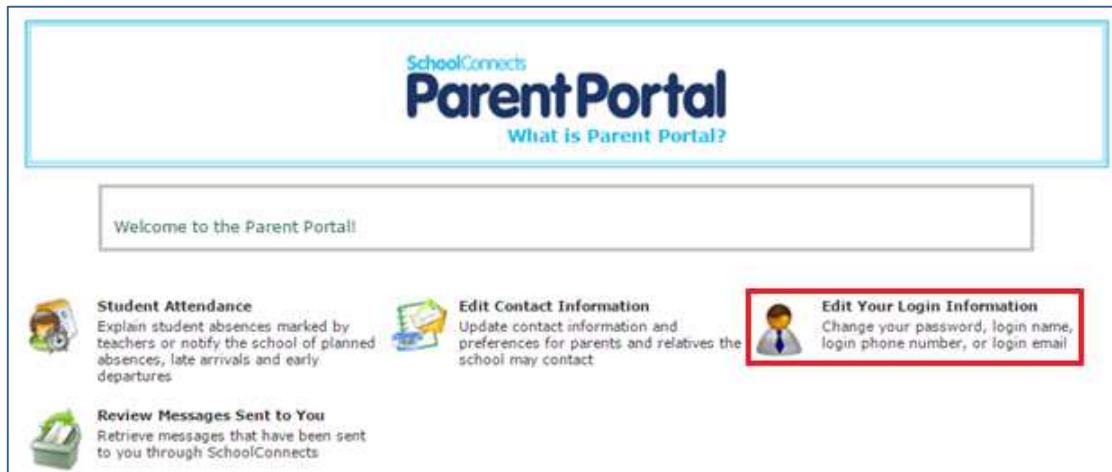 SchoolConnects
ParentPortal
What is Parent Portal?
Welcome to the Parent Portal!
Student Attendance
Explain student absences marked by
teachers or notify the school of planned
absences, late arrivals and early
departures
Edit Contact Information
Update contact information and
preferences for parents and relatives the
school may contact
Edit Your Login Information
Change your password, login name,
login phone number, or login email
Review Messages Sent to You
Retrieve messages that have been sent
to you through SchoolConnects